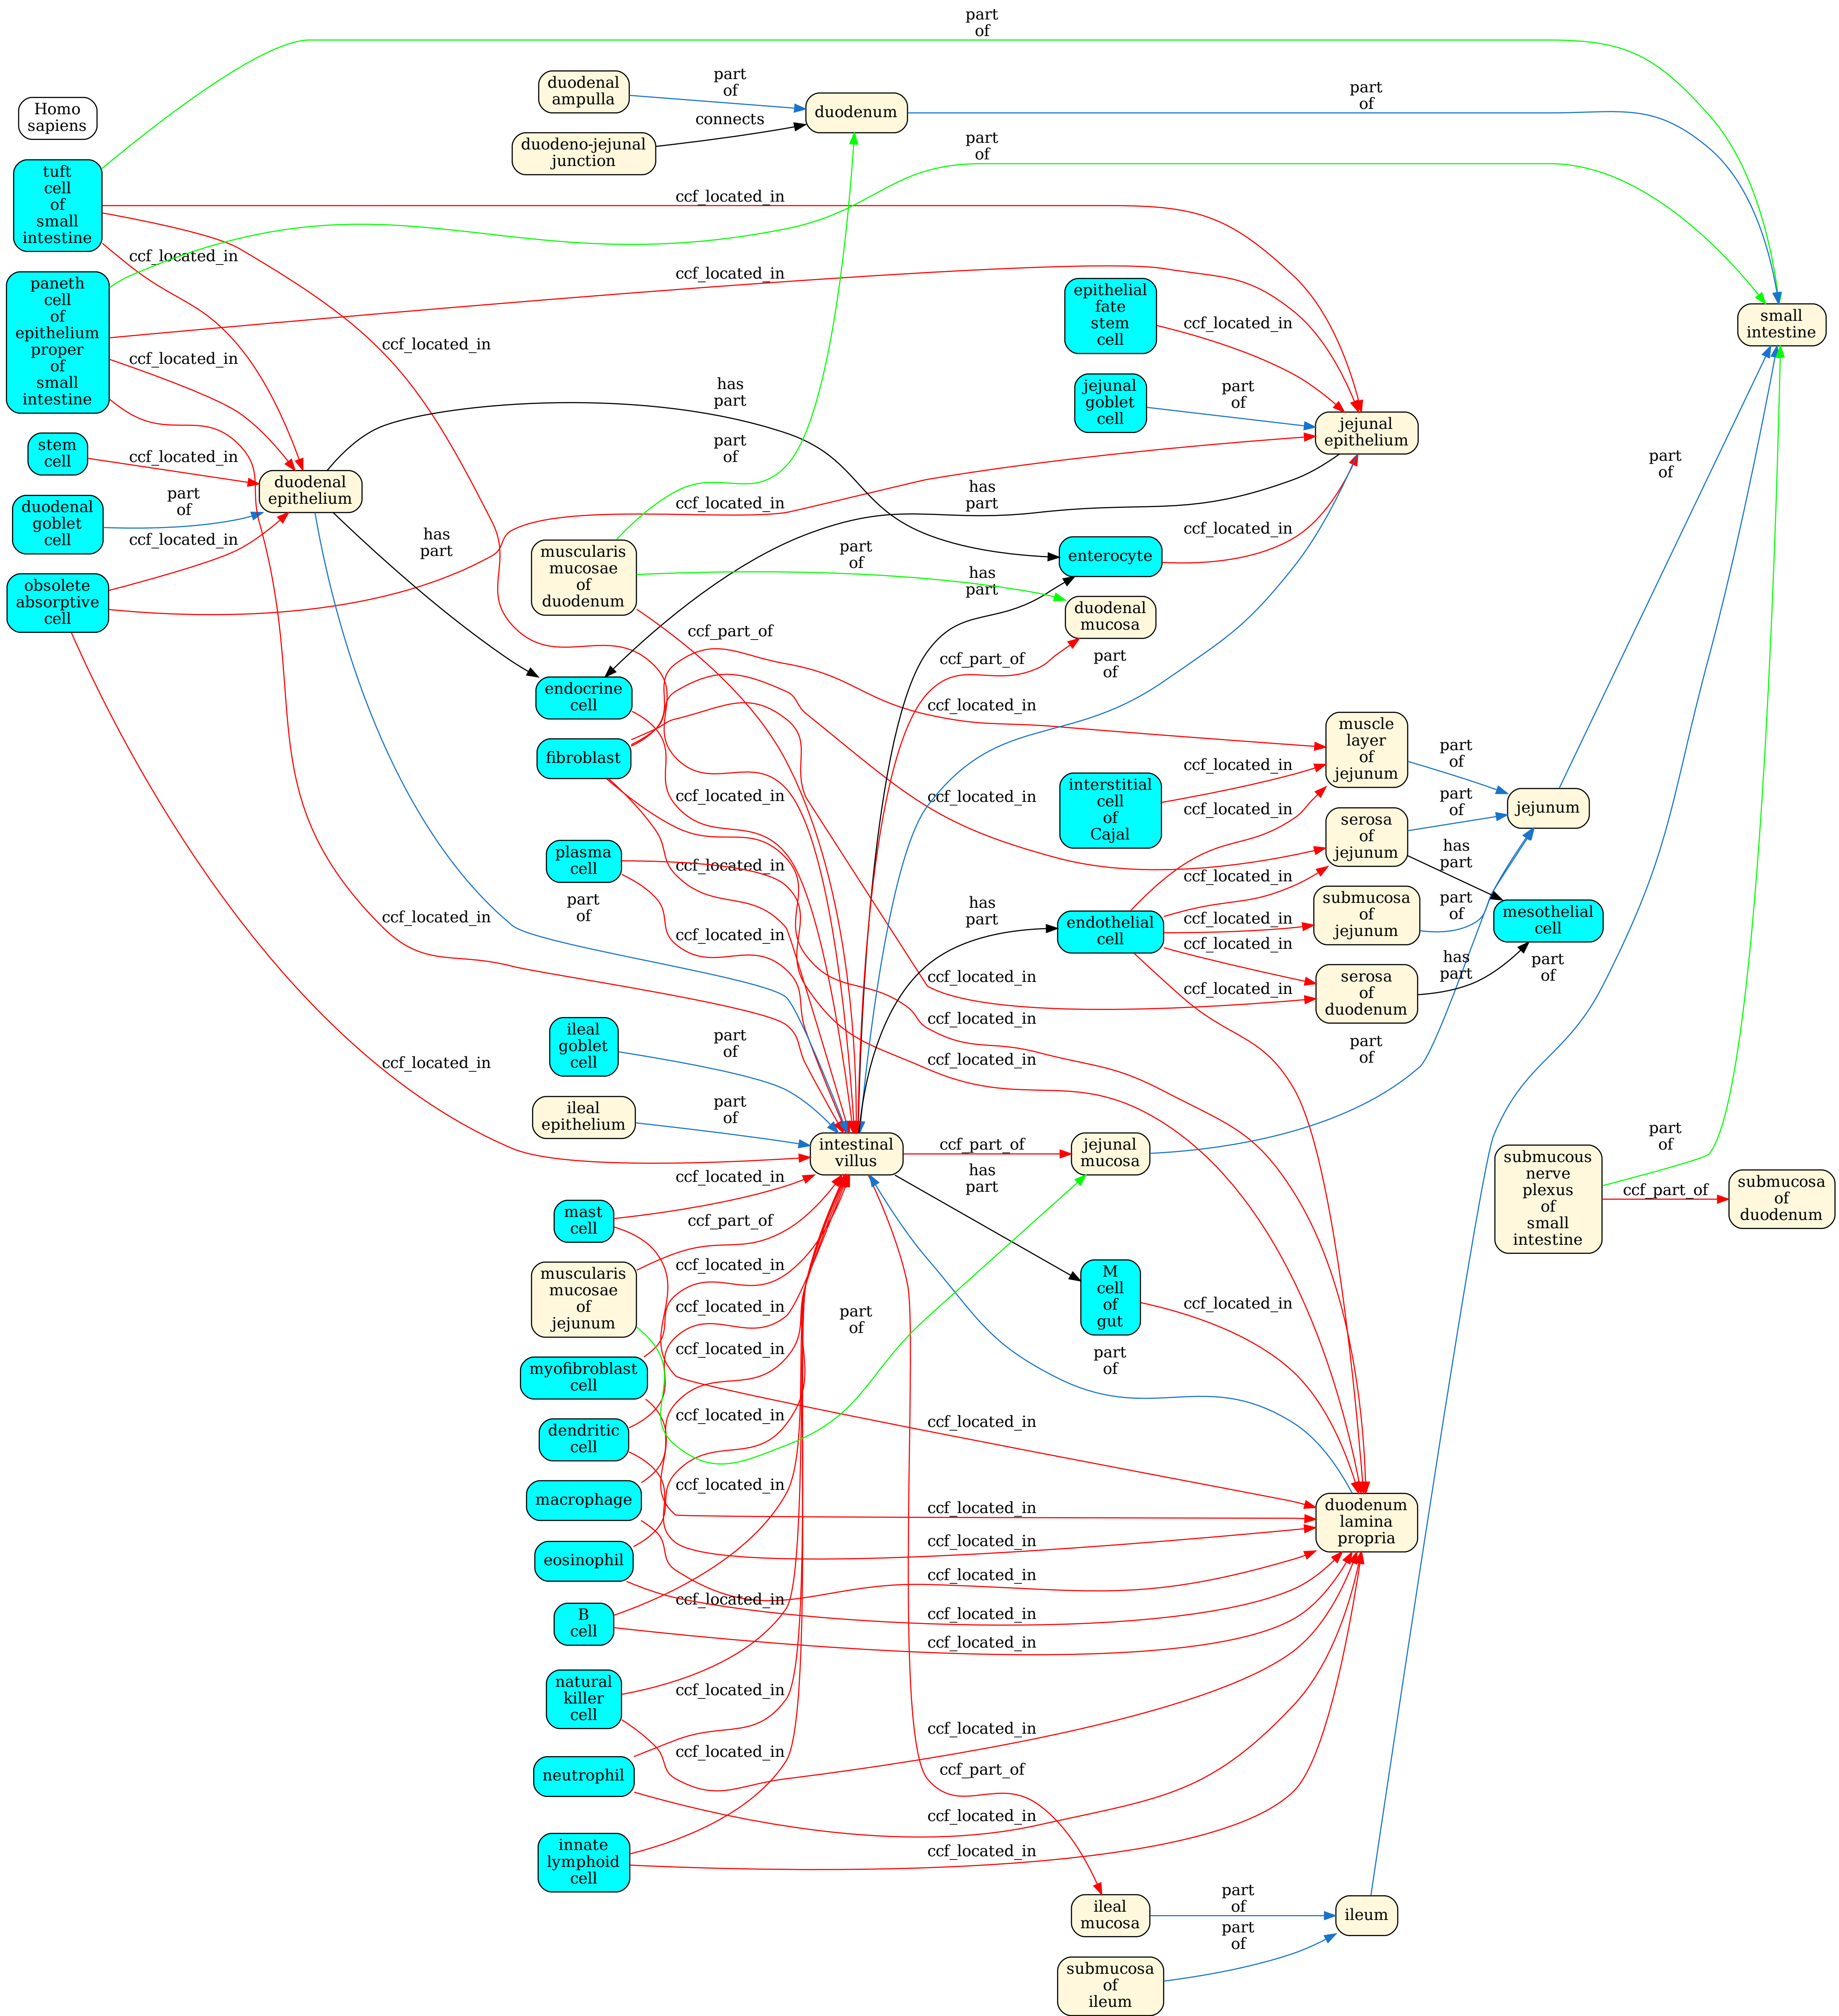 part
of
Homo
sapiens
duodenal
ampulla
part
of
duodenum
part
of
connects
duodeno-jejunal
junction
part
of
tuft
cell
of
small
intestine
ccf_located_in
ccf_located_in
paneth
cell
of
epithelium
proper
of
small
intestine
ccf_located_in
epithelial
fate
stem
cell
ccf_located_in
small
intestine
ccf_located_in
ccf_located_in
has
part
jejunal
goblet
cell
part
of
jejunal
epithelium
stem
cell
ccf_located_in
part
of
part
of
duodenal
epithelium
duodenal
goblet
cell
part
of
has
part
ccf_located_in
ccf_located_in
ccf_located_in
has
part
obsolete
absorptive
cell
muscularis
mucosae
of
duodenum
part
of
has
part
enterocyte
ccf_located_in
duodenal
mucosa
ccf_part_of
ccf_part_of
part
of
endocrine
cell
ccf_located_in
muscle
layer
of
jejunum
part
of
fibroblast
ccf_located_in
ccf_located_in
interstitial
cell
of
Cajal
ccf_located_in
ccf_located_in
part
of
jejunum
serosa
of
jejunum
has
part
plasma
cell
ccf_located_in
ccf_located_in
part
of
ccf_located_in
ccf_located_in
has
part
endothelial
cell
ccf_located_in
ccf_located_in
submucosa
of
jejunum
part
of
mesothelial
cell
ccf_located_in
ccf_located_in
serosa
of
duodenum
has
part
part
of
ileal
goblet
cell
part
of
ccf_located_in
ccf_located_in
part
of
ccf_located_in
ileal
epithelium
part
of
intestinal
villus
ccf_part_of
jejunal
mucosa
has
part
submucous
nerve
plexus
of
small
intestine
part
of
ccf_part_of
submucosa
of
duodenum
mast
cell
ccf_located_in
ccf_part_of
muscularis
mucosae
of
jejunum
ccf_located_in
ccf_located_in
part
of
M
cell
of
gut
ccf_located_in
myofibroblast
cell
ccf_located_in
part
of
dendritic
cell
ccf_located_in
ccf_located_in
macrophage
ccf_located_in
ccf_located_in
duodenum
lamina
propria
eosinophil
ccf_located_in
ccf_located_in
B
cell
ccf_located_in
ccf_located_in
ccf_located_in
natural
killer
cell
ccf_located_in
ccf_located_in
neutrophil
ccf_located_in
ccf_part_of
ccf_located_in
innate
lymphoid
cell
ccf_located_in
ileal
mucosa
part
of
ileum
part
of
submucosa
of
ileum